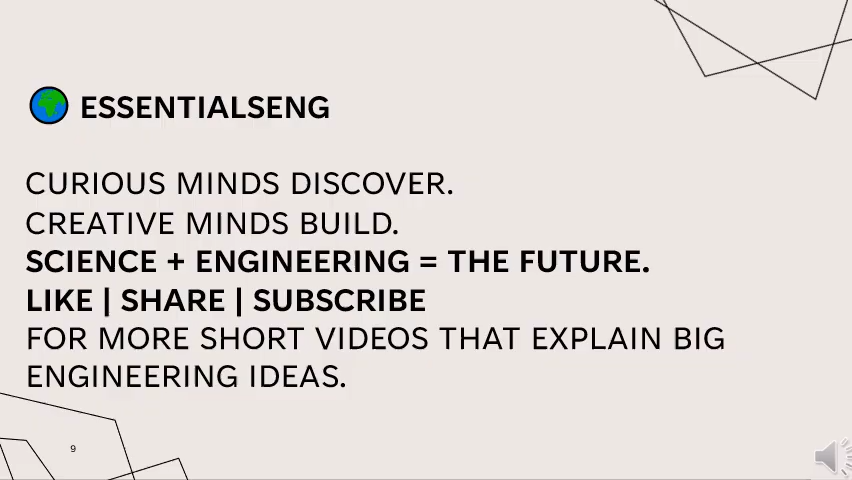 ESSENTIALSENG
CURIOUS MINDS DISCOVER.
CREATIVE MINDS BUILD.
SCIENCE + ENGINEERING = THE FUTURE.
LIKE | SHARE | SUBSCRIBE
FOR MORE SHORT VIDEOS THAT EXPLAIN BIG
ENGINEERING IDEAS.
9